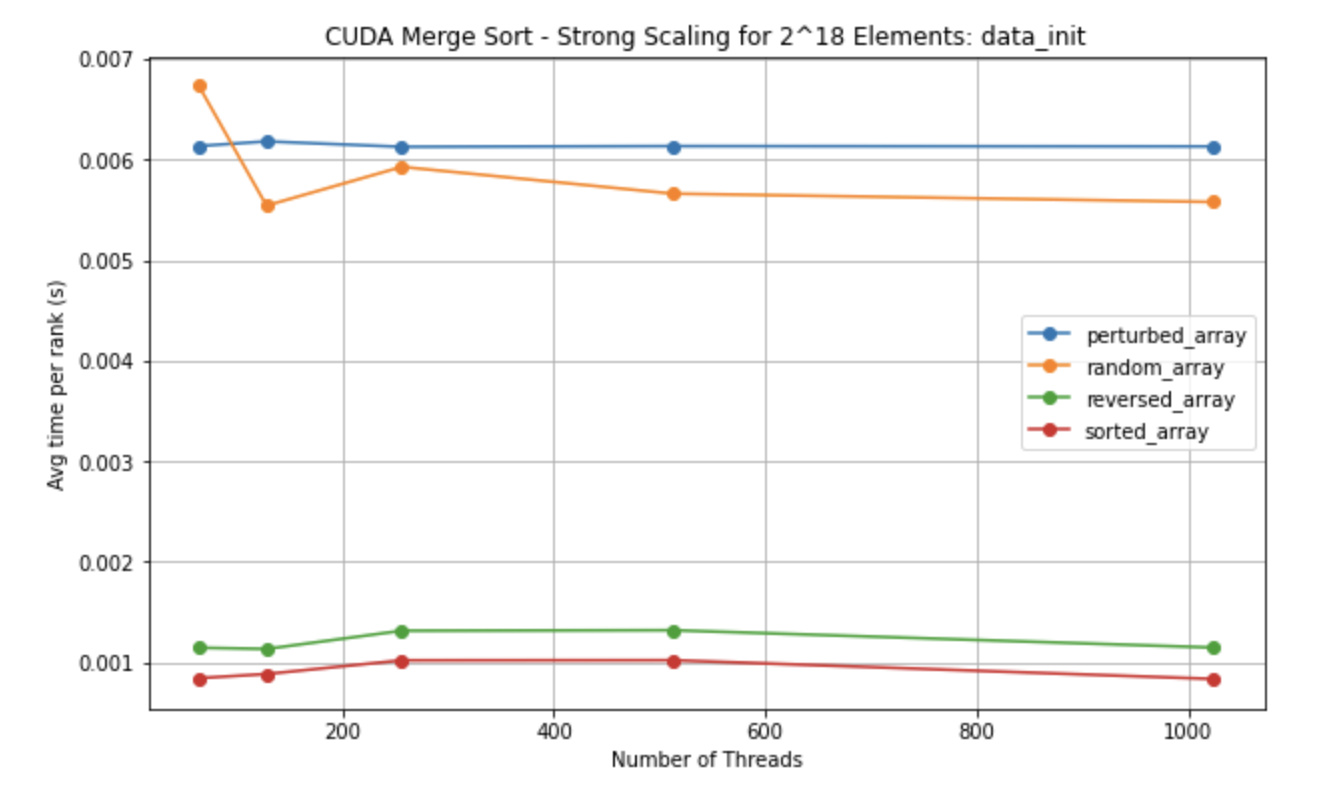 CUDA Merge Sort - Strong Scaling for 2^18 Elements: data_init
0.007
0.006
0.005
0.004
0.003
0.002
0.001
Avg time per rank (s)
perturbed_array
random_array
reversed_array
sorted_array
200 400 600 800 1000
Number of Threads